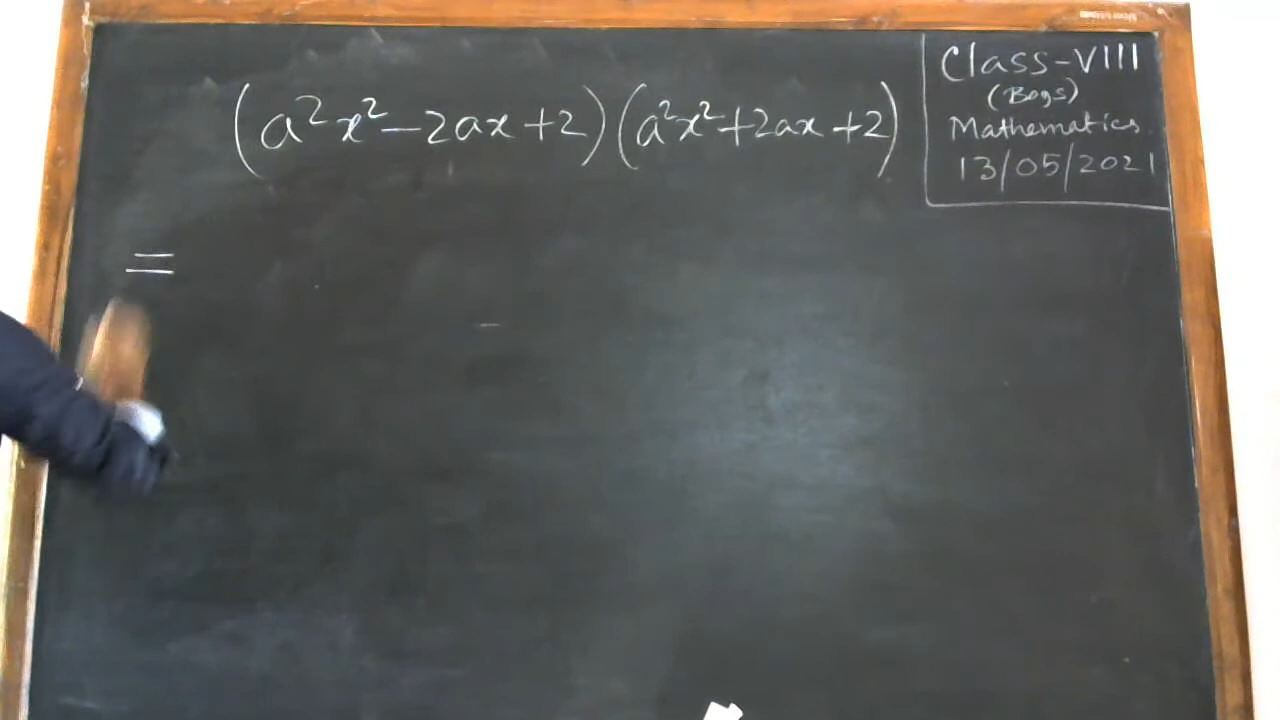 (a²x²-2ax+2)(a²x²+2ax+2)
Class-VIII
(Boys)
Mathematics
13/05/2021
=